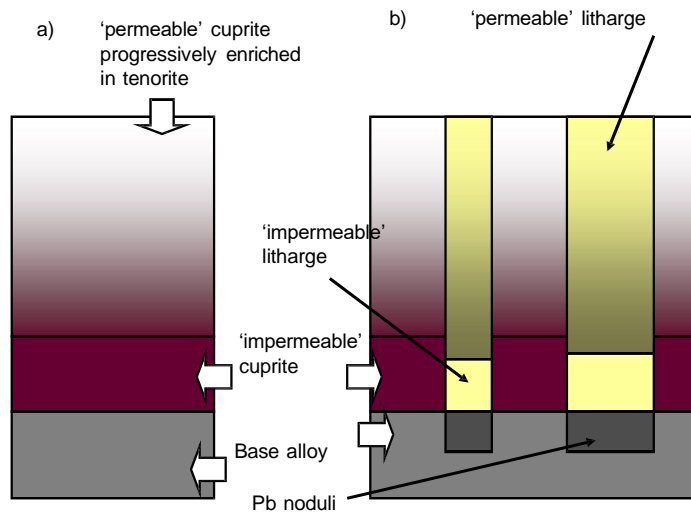 a)
‘permeable’ cuprite
progressively enriched
in tenorite
b)
‘permeable’ litharge
‘impermeable’
litharge
‘impermeable’
cuprite
Base alloy
Pb noduli